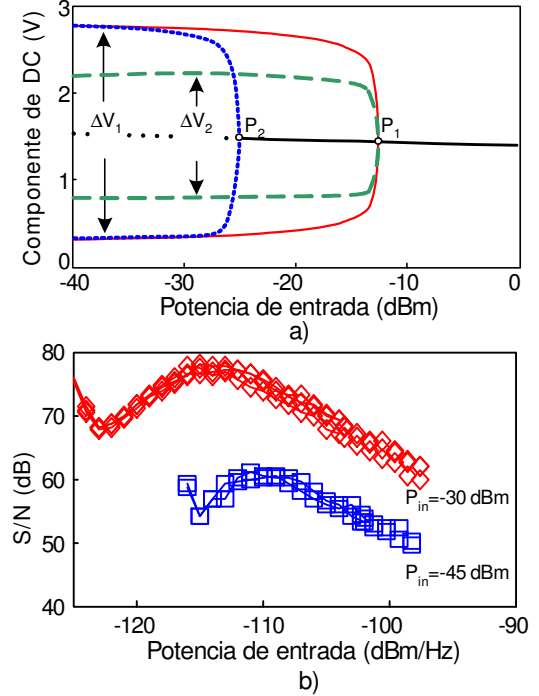 3
2
1
0
Componente de DC (V)
ΔV1
ΔV2
P2
P1
-40
-30
-20
-10
0
Potencia de entrada (dBm)
a)
80
70
60
50
40
S/N (dB)
Pin=-30 dBm
Pin=-45 dBm
-120
-110
-100
-90
Potencia de entrada (dBm/Hz)
b)